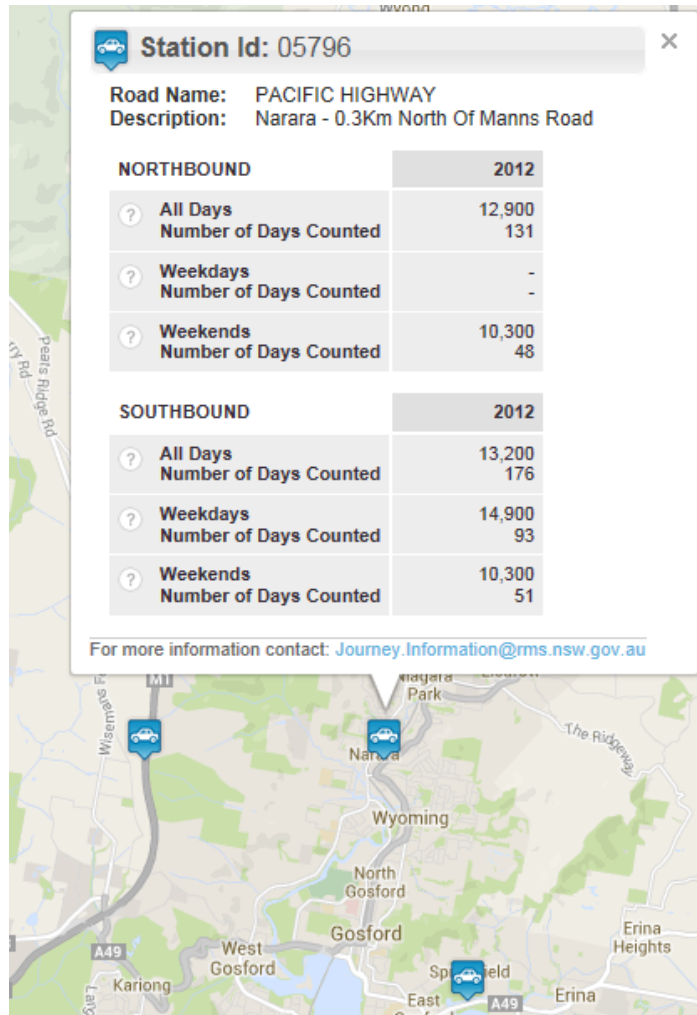 Wyong
Station Id: 05796
×
Road Name: PACIFIC HIGHWAY
Description: Narara - 0.3Km North Of Manns Road
NORTHBOUND 2012
? All Days 12,900
Number of Days Counted 131
? Weekdays -
Number of Days Counted -
? Weekends 10,300
Number of Days Counted 48
SOUTHBOUND 2012
? All Days 13,200
Number of Days Counted 176
? Weekdays 14,900
Number of Days Counted 93
? Weekends 10,300
Number of Days Counted 51
For more information contact: Journey.Information@rms.nsw.gov.au
Peats Ridge Rd
ry Rd
M1
Niagara
Park
Wisemans
The Ridgeway
Narara
Wyoming
North
Gosford
Gosford
Erina
Heights
A49
West
Gosford
Kariong
East
A49
Erina